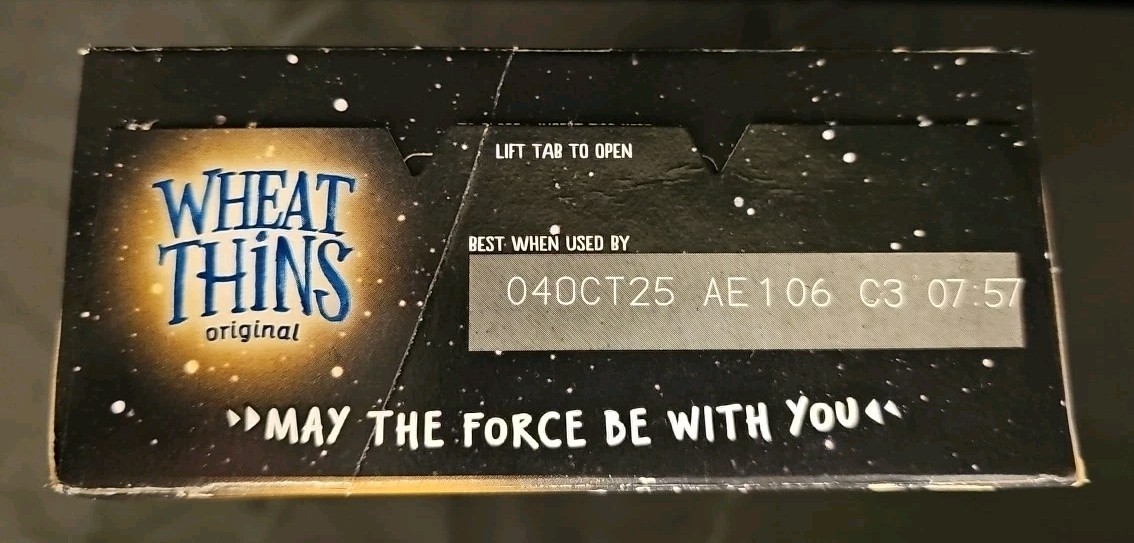 WHEAT
THINS
original
LIFT TAB TO OPEN
BEST WHEN USED BY
04OCT25 AE106 C3 07:57
MAY THE FORCE BE WITH YOU